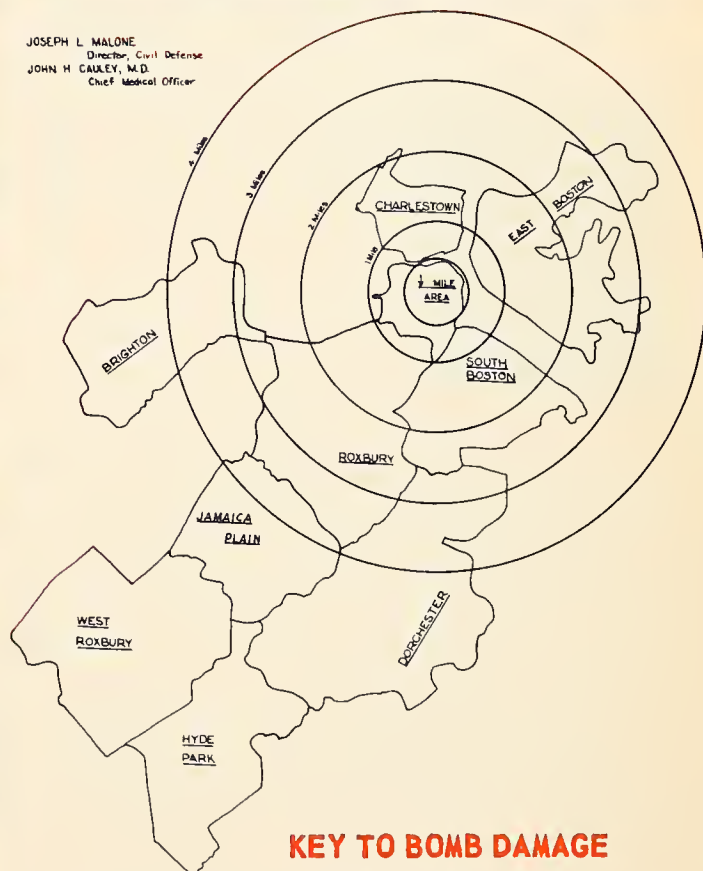 JOSEPH L MALONE
Director, Civil Defense
JOHN H CAULEY, M.D.
Chief Medical Officer
4 Miles
3 Miles
2 MILES
1 Mile
CHARLESTOWN
EAST BOSTON
½ MILE
AREA
BRIGHTON
SOUTH
BOSTON
ROXBURY
JAMAICA
PLAIN
WEST
ROXBURY
DORCHESTER
HYDE
PARK
KEY TO BOMB DAMAGE